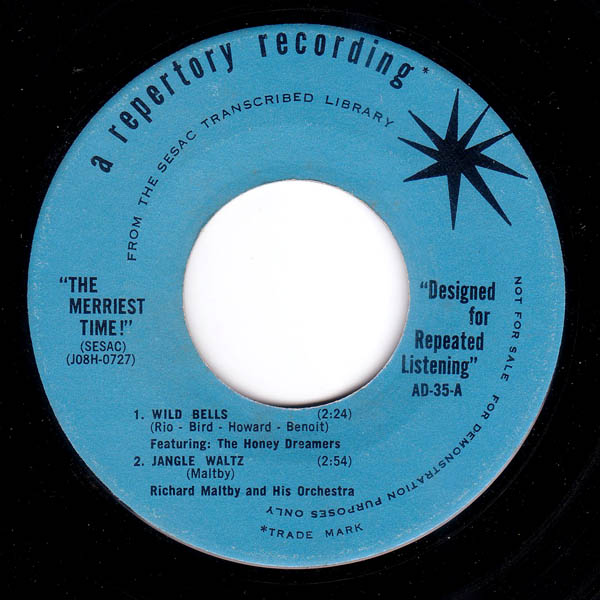 a repertory recording*
FROM THE SESAC TRANSCRIBED LIBRARY
"THE
MERRIEST
TIME!"
(SESAC)
(J08H-0727)
"Designed
for
Repeated
Listening"
AD-35-A
NOT FOR SALE FOR DEMONSTRATION PURPOSES ONLY
1. WILD BELLS (2:24)
(Rio - Bird - Howard - Benoit)
Featuring: The Honey Dreamers
2. JANGLE WALTZ (2:54)
(Maltby)
Richard Maltby and His Orchestra
*TRADE MARK